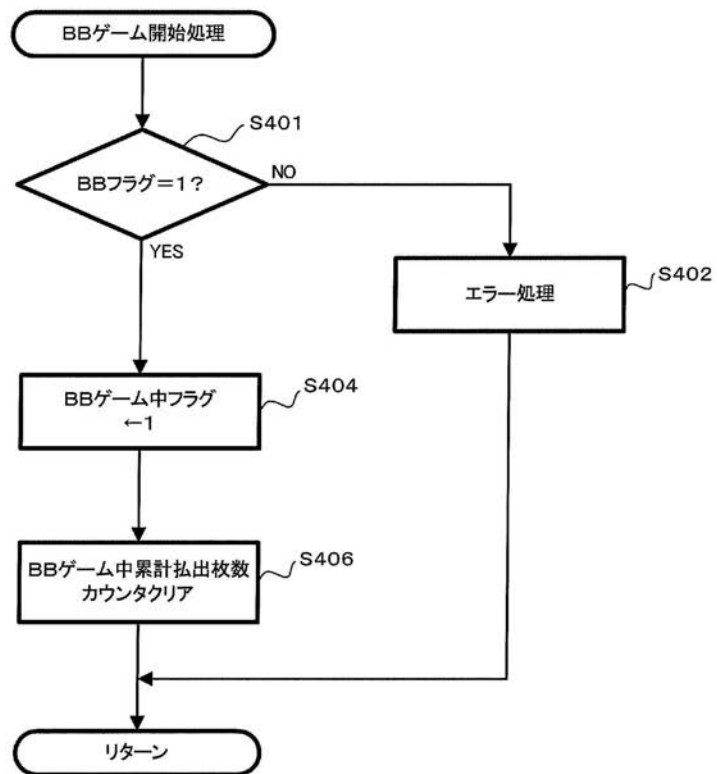 BBゲーム開始処理
S401
BBフラグ=1?
NO
YES
エラー処理
S402
BBゲーム中フラグ
←1
S404
BBゲーム中累計払出枚数
カウンタクリア
S406
リターン